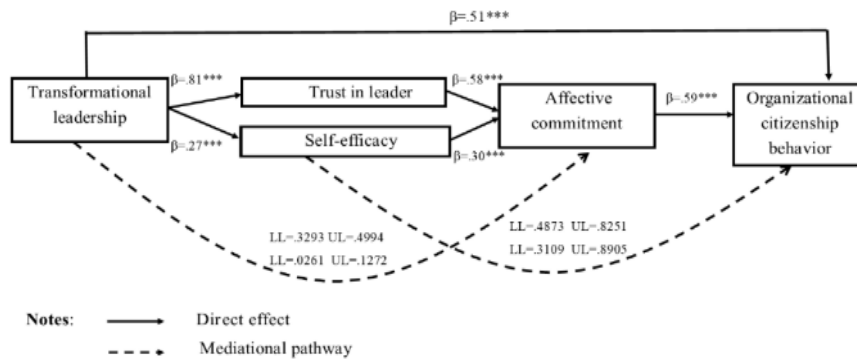 β=.51***
Transformational
leadership
β=.81***
β=.27***
Trust in leader
Self-efficacy
β=.58***
β=.30***
Affective
commitment
β=.59***
Organizational
citizenship
behavior
LL=.3293 UL=.4994
LL=.0261 UL=.1272
LL=.4873 UL=.8251
LL=.3109 UL=.8905
Notes:
Direct effect
Mediational pathway